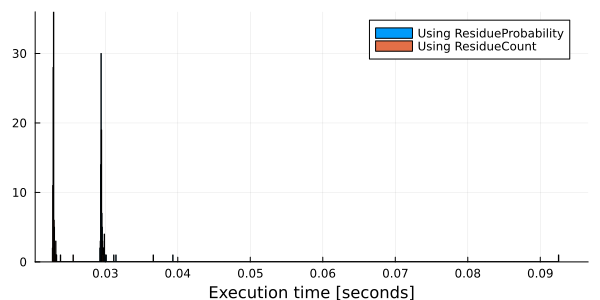 Using ResidueProbability
Using ResidueCount
30
20
10
0
0.03 0.04 0.05 0.06 0.07 0.08 0.09
Execution time [seconds]